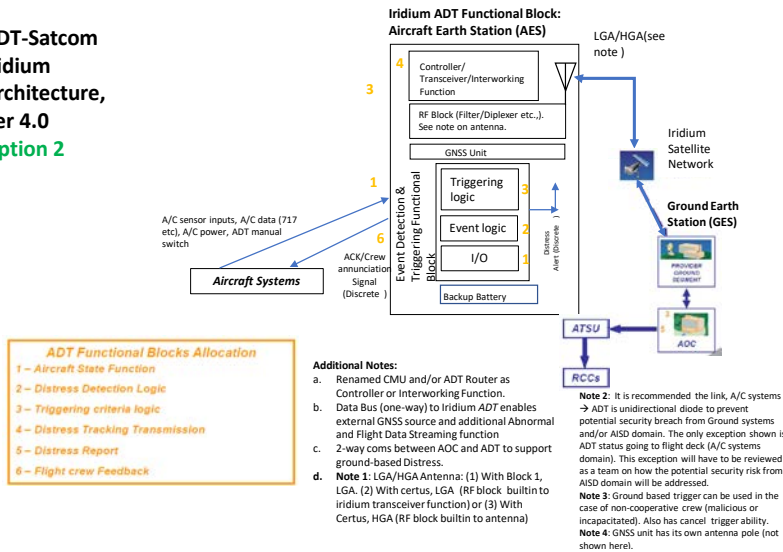 DT-Satcom
idium
rchitecture,
er 4.0
ption 2
Iridium ADT Functional Block:
Aircraft Earth Station (AES)
LGA/HGA(see
note )
4
Controller/
Transceiver/Interworking
Function
3
RF Block (Filter/Diplexer etc.,).
See note on antenna.
GNSS Unit
Iridium
Satellite
Network
1
Event Detection &
Triggering Functional
Block
Triggering
logic
3
Event logic
2
I/O
1
Distress
Alert (Discrete )
Backup Battery
Ground Earth
Station (GES)
PROVIDER
GROUND
SEGMENT
A/C sensor inputs, A/C data (717
etc), A/C power, ADT manual
switch
6
ACK/Crew
annunciation
Signal
(Discrete )
Aircraft Systems
3
5
AOC
ATSU
RCCs
ADT Functional Blocks Allocation
1 – Aircraft State Function
2 – Distress Detection Logic
3 – Triggering criteria logic
4 – Distress Tracking Transmission
5 – Distress Report
6 – Flight crew Feedback
Additional Notes:
a. Renamed CMU and/or ADT Router as
Controller or Interworking Function.
b. Data Bus (one-way) to Iridium ADT enables
external GNSS source and additional Abnormal
and Flight Data Streaming function
c. 2-way coms between AOC and ADT to support
ground-based Distress.
d. Note 1: LGA/HGA Antenna: (1) With Block 1,
LGA. (2) With certus, LGA (RF block builtin to
iridium transceiver function) or (3) With
Certus, HGA (RF block builtin to antenna)
Note 2: It is recommended the link, A/C systems
→ ADT is unidirectional diode to prevent
potential security breach from Ground systems
and/or AISD domain. The only exception shown is
ADT status going to flight deck (A/C systems
domain). This exception will have to be reviewed
as a team on how the potential security risk from
AISD domain will be addressed.
Note 3: Ground based trigger can be used in the
case of non-cooperative crew (malicious or
incapacitated). Also has cancel trigger ability.
Note 4: GNSS unit has its own antenna pole (not
shown here).